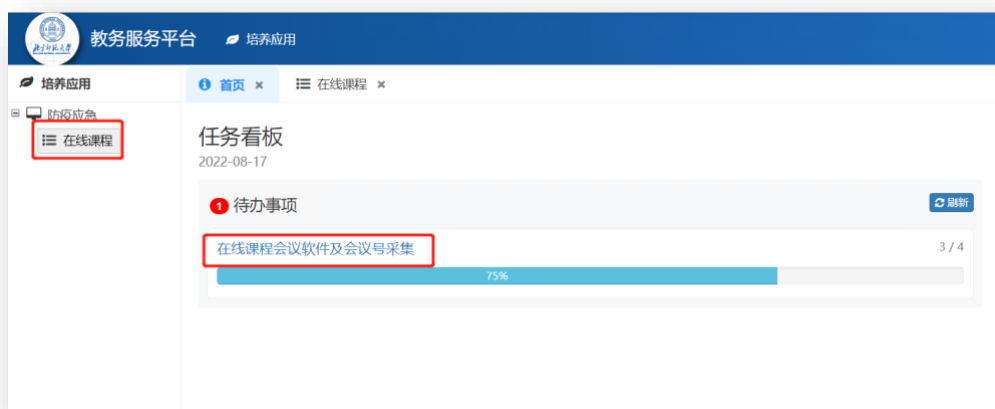 教务服务平台
培养应用
培养应用
首页 ×
在线课程 ×
防疫应急
在线课程
任务看板
2022-08-17
1 待办事项
刷新
在线课程会议软件及会议号采集
3 / 4
75%